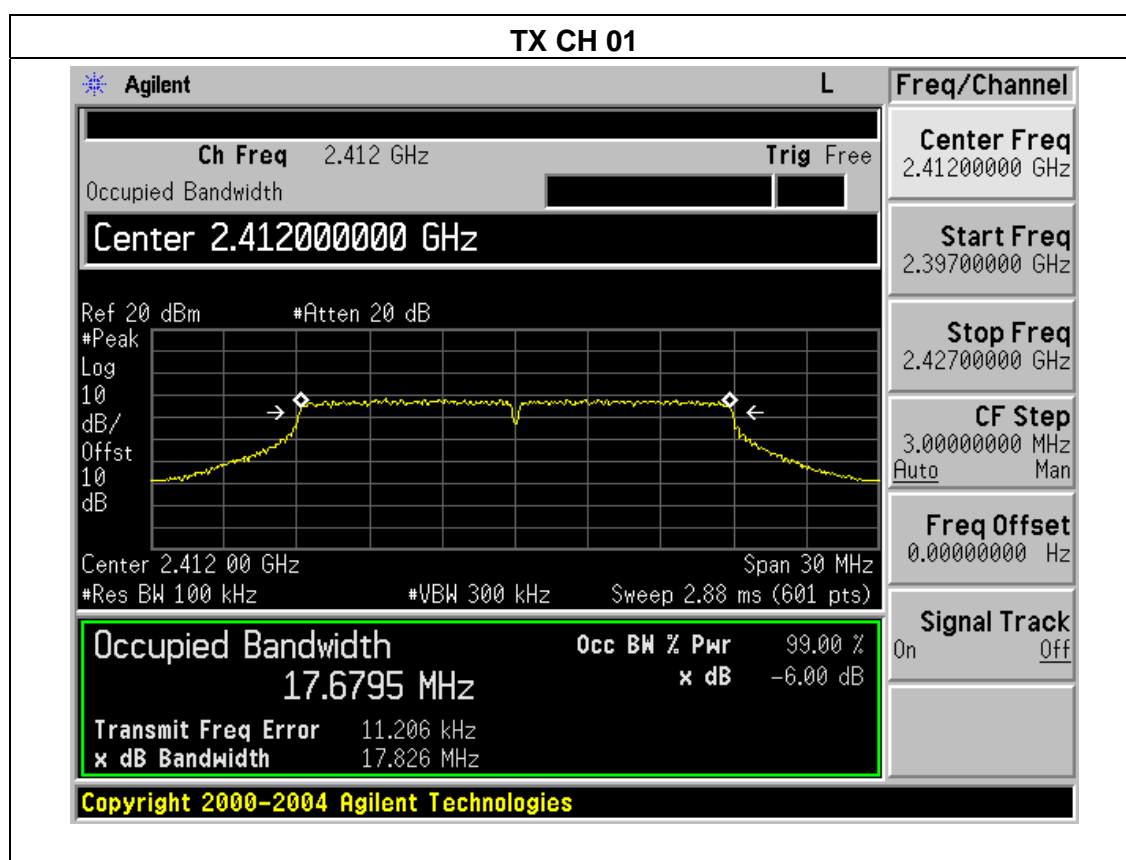 TX CH 01
Agilent L Freq/Channel
Ch Freq 2.412 GHz Trig Free
Occupied Bandwidth
Center 2.412000000 GHz
Ref 20 dBm #Atten 20 dB
#Peak
Log
10
dB/
Offst
10
dB
Center 2.412 00 GHz Span 30 MHz
#Res BW 100 kHz #VBW 300 kHz Sweep 2.88 ms (601 pts)
Occupied Bandwidth Occ BW % Pwr 99.00 %
17.6795 MHz x dB -6.00 dB
Transmit Freq Error 11.206 kHz
x dB Bandwidth 17.826 MHz
Copyright 2000-2004 Agilent Technologies
Center Freq
2.41200000 GHz
Start Freq
2.39700000 GHz
Stop Freq
2.42700000 GHz
CF Step
3.00000000 MHz
Auto Man
Freq Offset
0.00000000 Hz
Signal Track
On Off